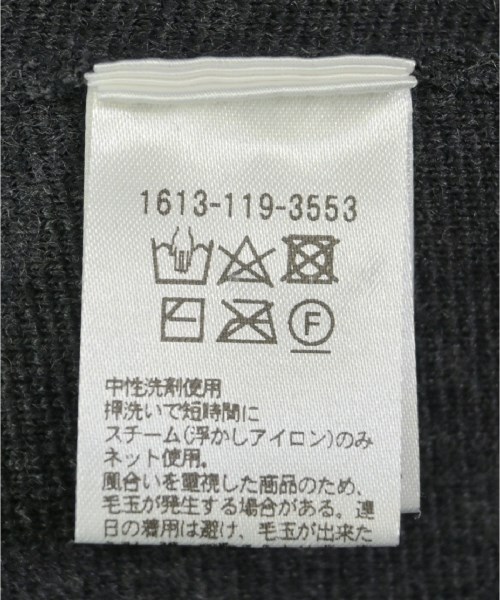 1613-119-3553
F
中性洗剤使用
押洗いで短時間に
スチーム(浮かしアイロン)のみ
ネット使用。
風合いを重視した商品のため、
毛玉が発生する場合がある。連
日の着用は避け、毛玉が出来た